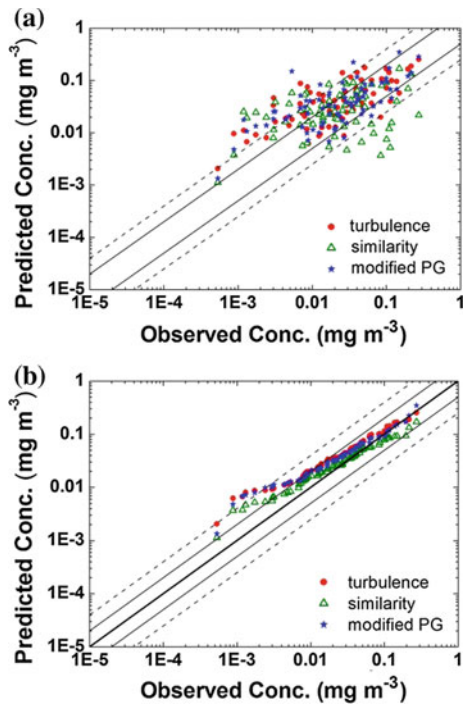 (a)
Predicted Conc. (mg m⁻³)
1
0.1
0.01
1E-3
1E-4
1E-5
turbulence
similarity
modified PG
1E-5 1E-4 1E-3 0.01 0.1 1
Observed Conc. (mg m⁻³)
(b)
Predicted Conc. (mg m⁻³)
1
0.1
0.01
1E-3
1E-4
1E-5
turbulence
similarity
modified PG
1E-5 1E-4 1E-3 0.01 0.1 1
Observed Conc. (mg m⁻³)